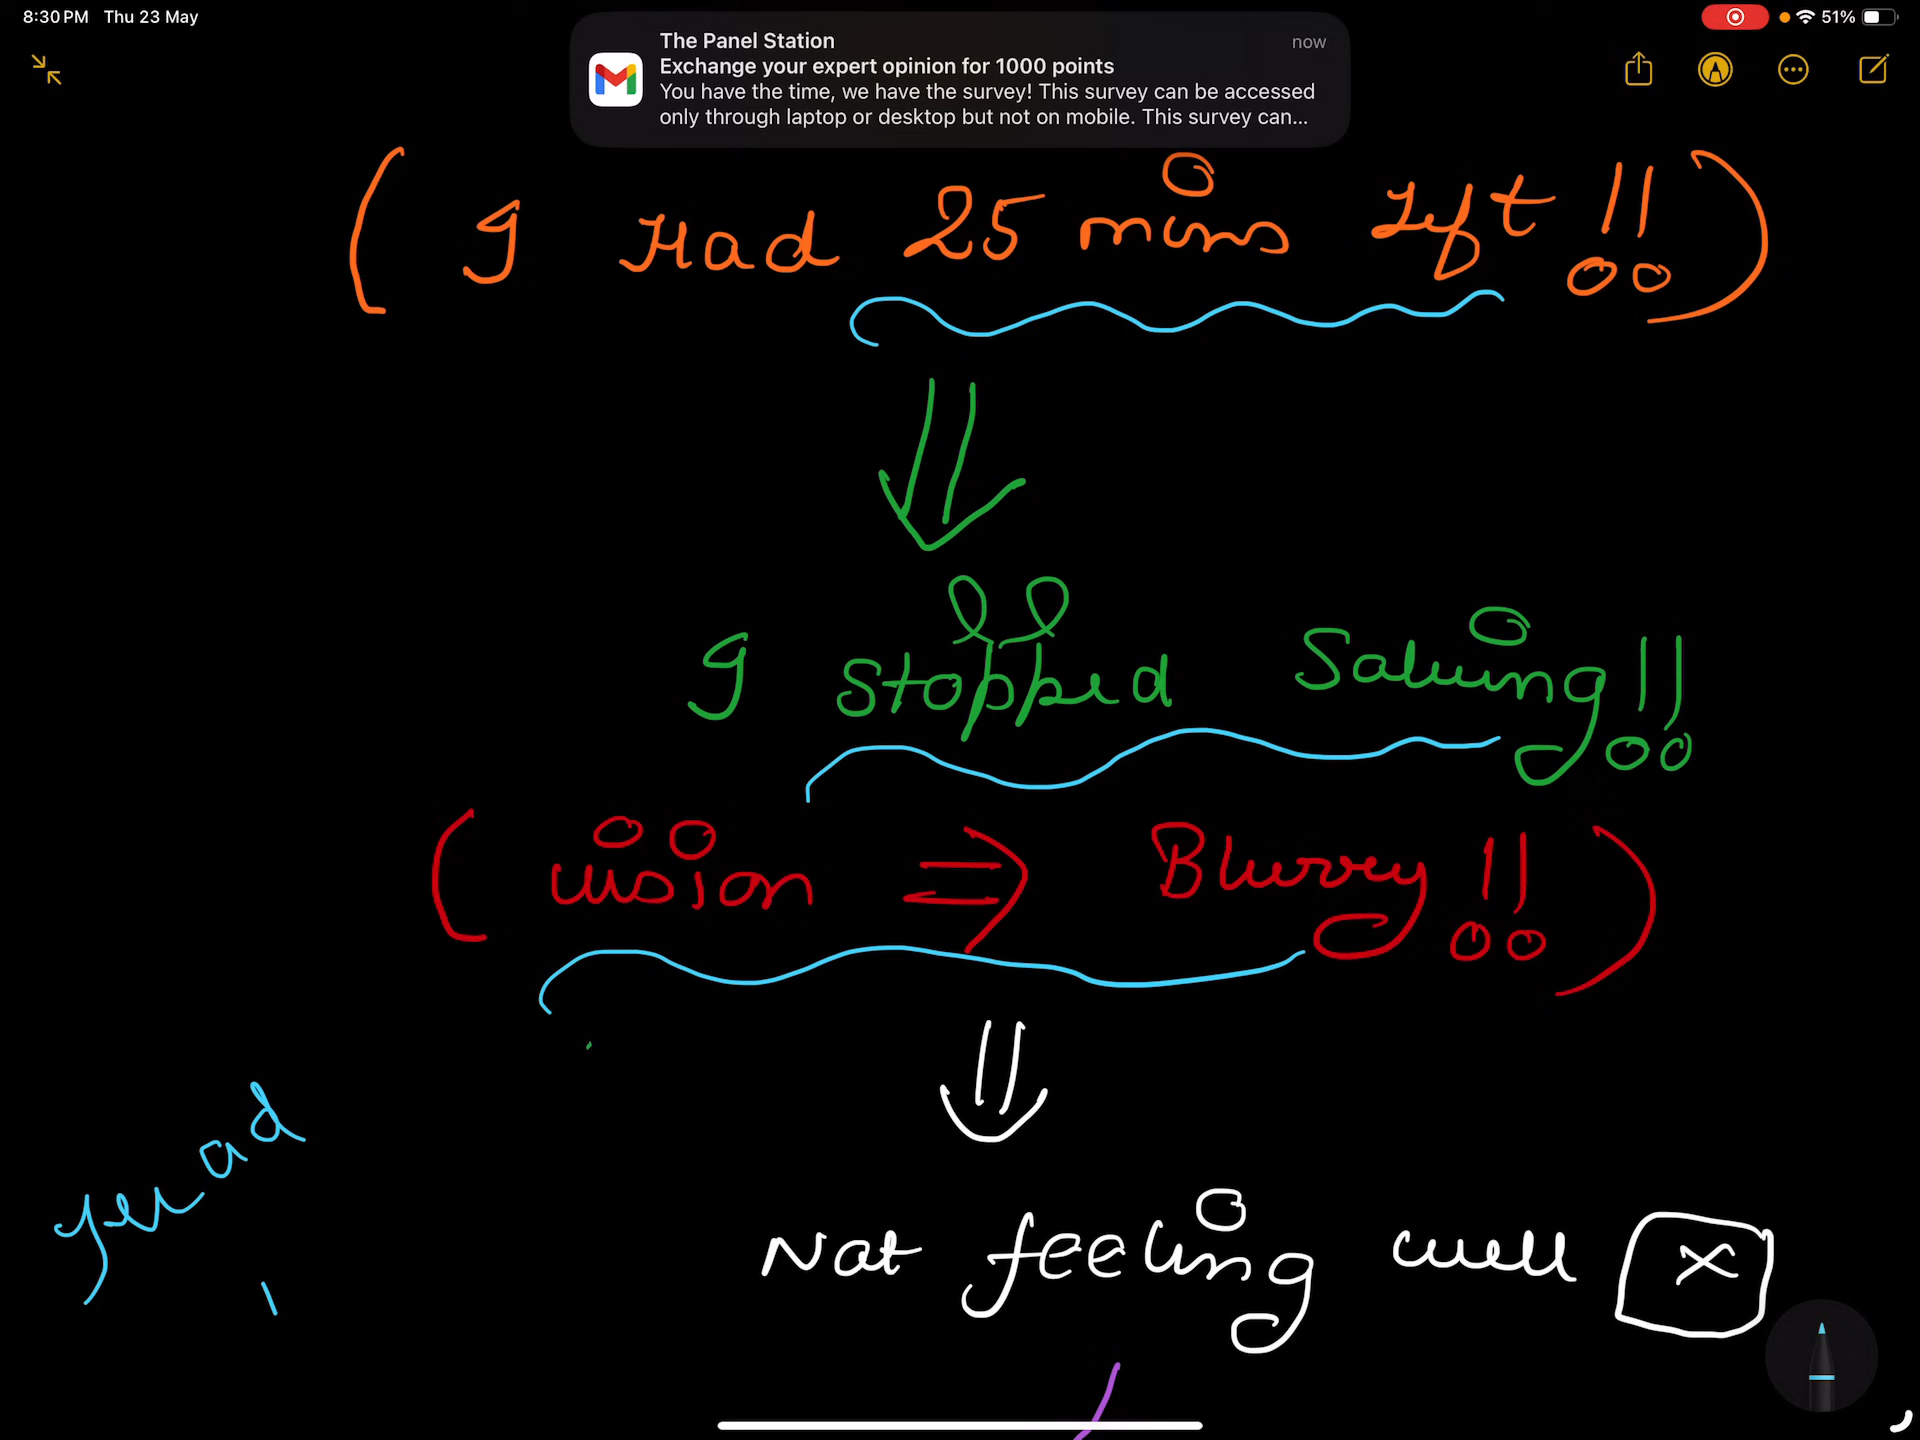 8:30 PM Thu 23 May
51%
The Panel Station now
Exchange your expert opinion for 1000 points
You have the time, we have the survey! This survey can be accessed
only through laptop or desktop but not on mobile. This survey can...
( I Had 25 mins left !! )
I stopped Solving !!
( vision ⇒ Blurry !! )
Not feeling well X